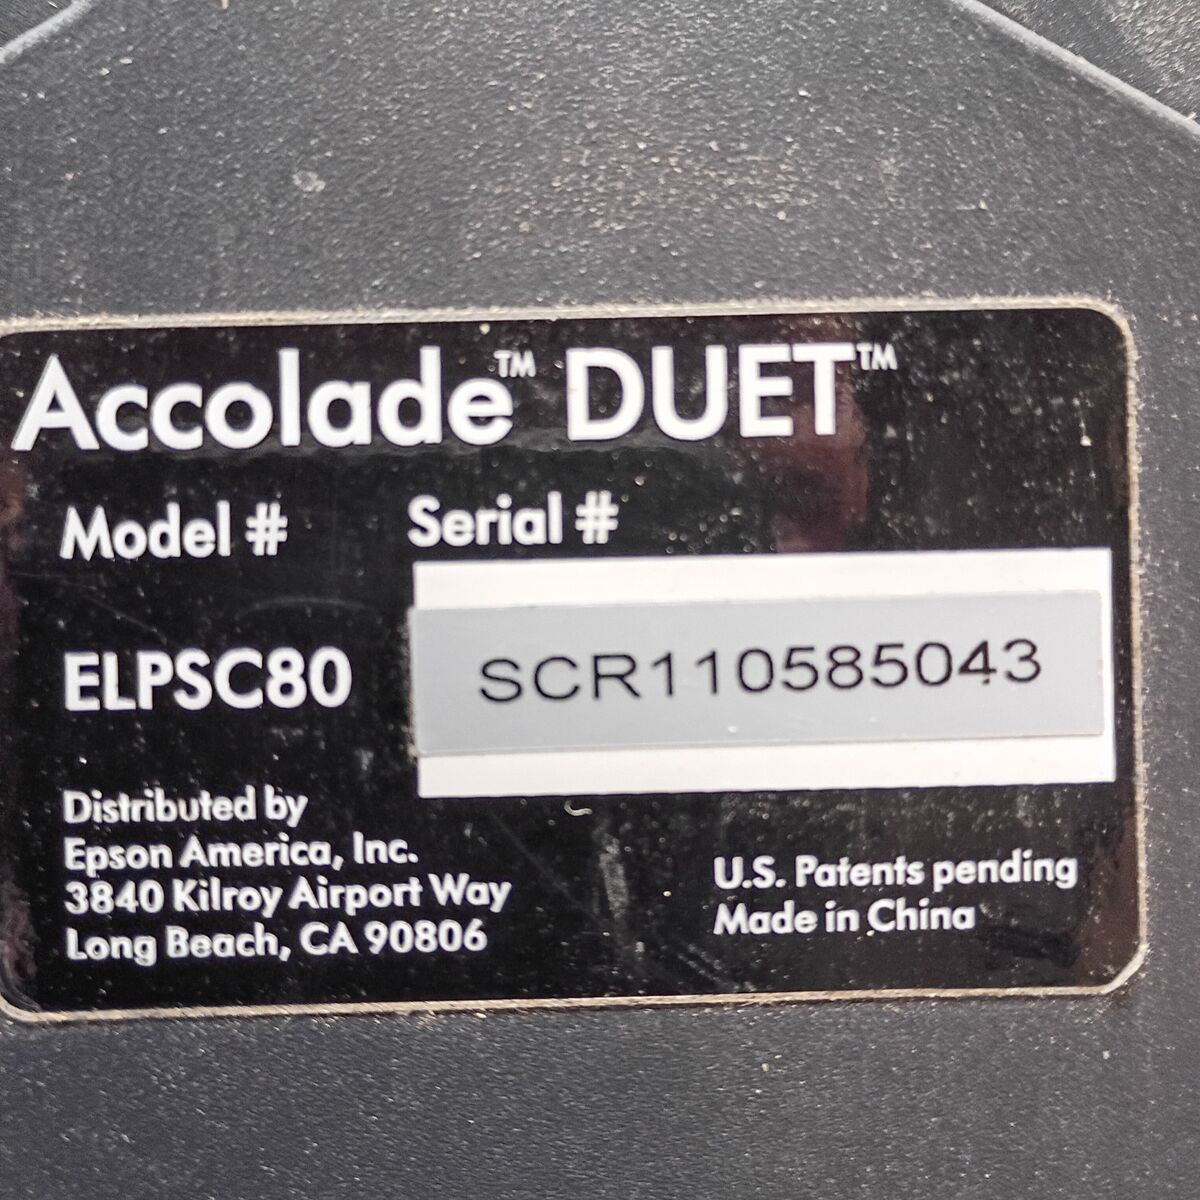 Accolade™ DUET™
Model # Serial #
ELPSC80 SCR110585043
Distributed by
Epson America, Inc.
3840 Kilroy Airport Way
Long Beach, CA 90806
U.S. Patents pending
Made in China